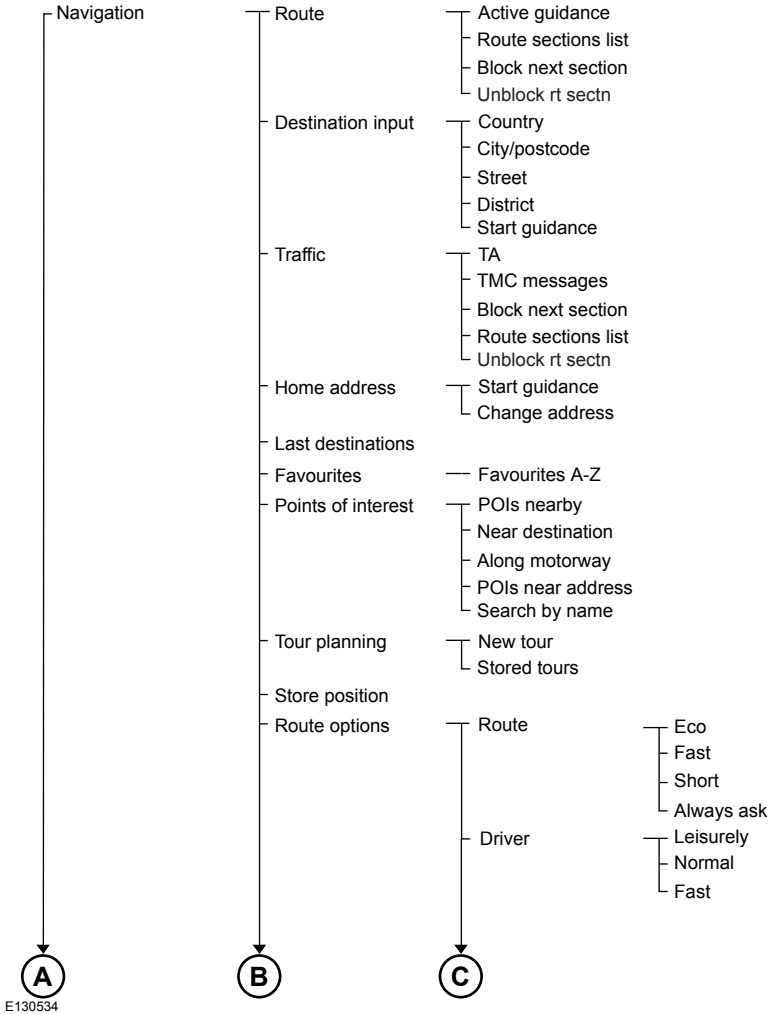 Navigation Route Active guidance
Route sections list
Block next section
Unblock rt sectn
Destination input Country
City/postcode
Street
District
Start guidance
Traffic TA
TMC messages
Block next section
Route sections list
Unblock rt sectn
Home address Start guidance
Change address
Last destinations
Favourites Favourites A-Z
Points of interest POIs nearby
Near destination
Along motorway
POIs near address
Search by name
Tour planning New tour
Stored tours
Store position
Route options Route Eco
Fast
Short
Always ask
Driver Leisurely
Normal
Fast
A B C
E130534